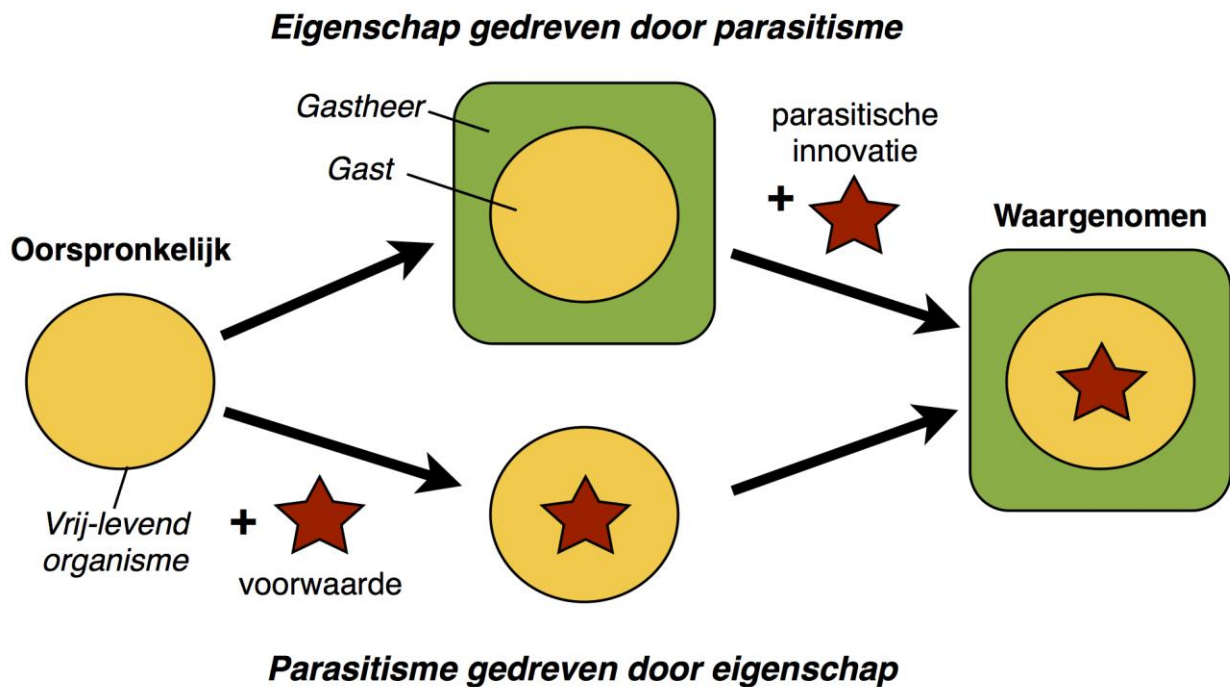 Eigenschap gedreven door parasitisme
Gastheer
Gast
parasitische
innovatie
+
Waargenomen
Oorspronkelijk
Vrij-levend
organisme
+
voorwaarde
Parasitisme gedreven door eigenschap